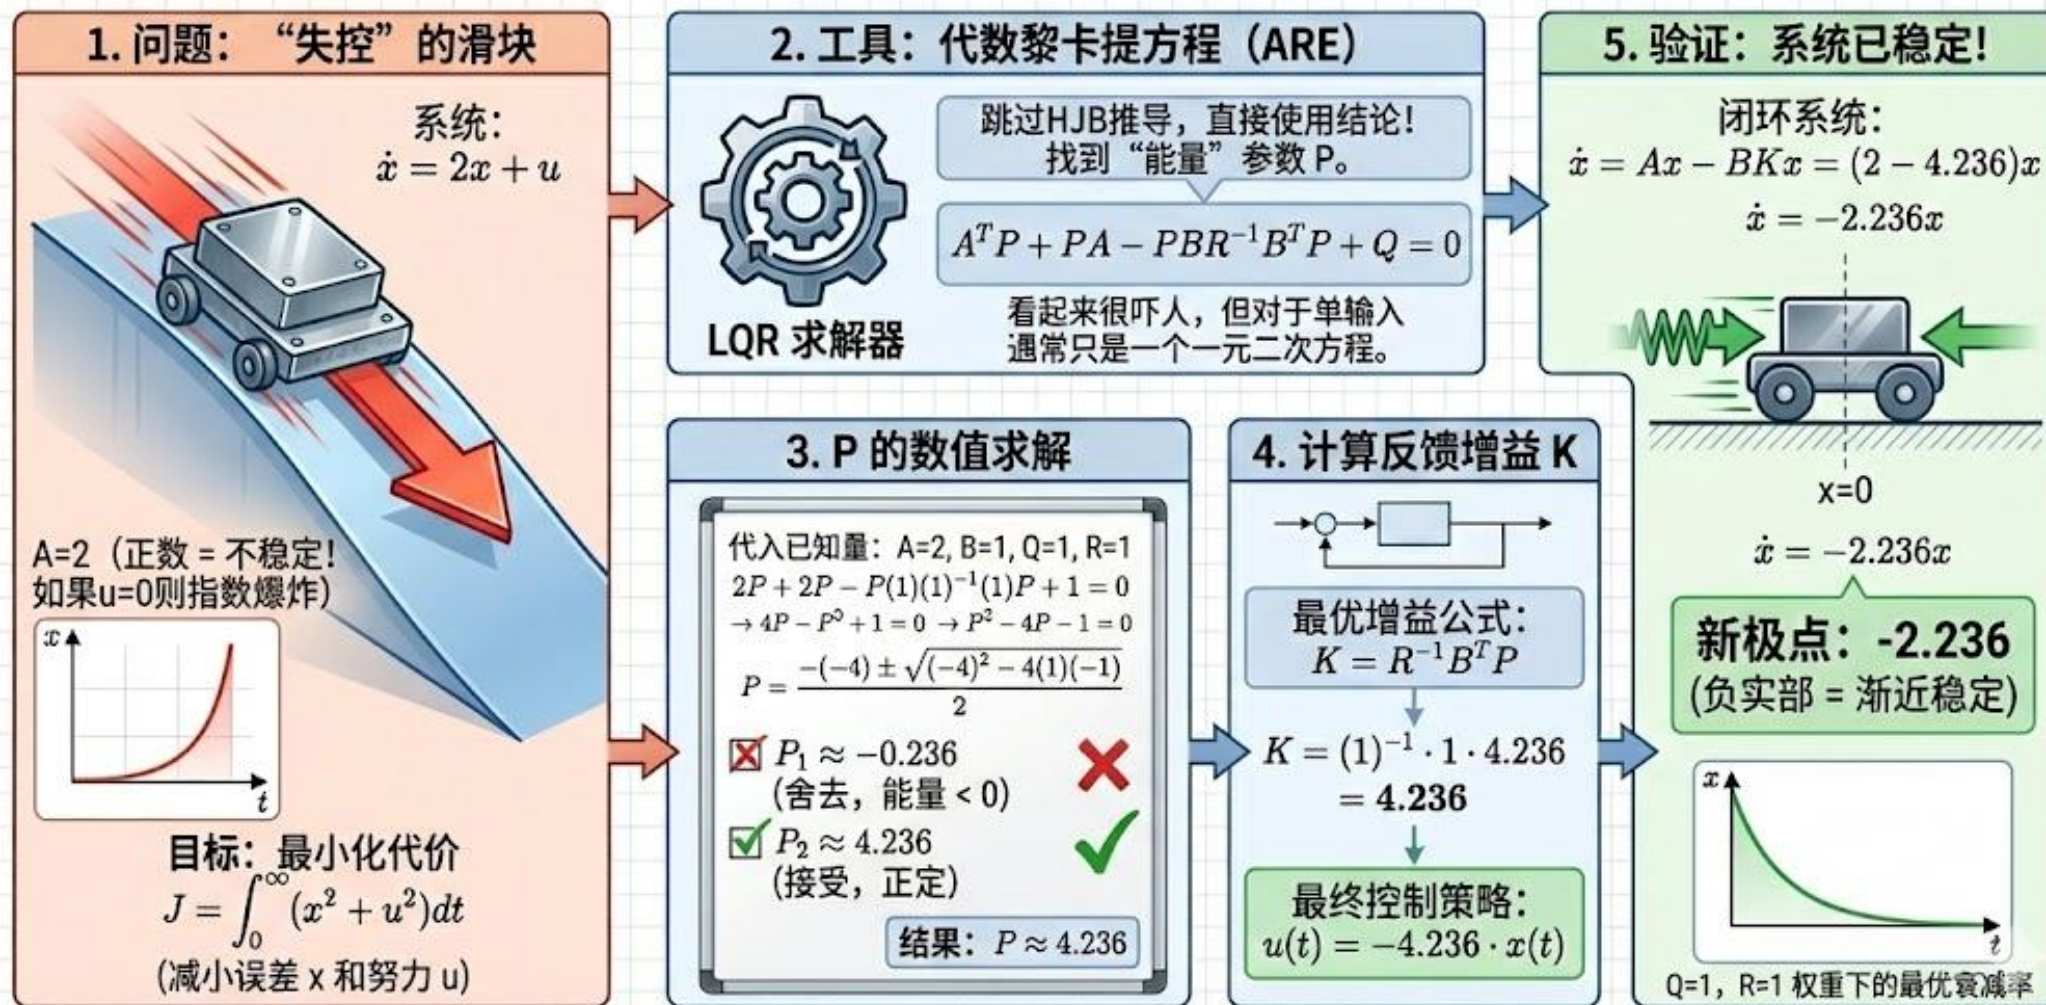 1. 问题：“失控”的滑块
系统：
ẋ = 2x + u
A=2（正数 = 不稳定！
如果u=0则指数爆炸）
x
t
目标：最小化代价
J = ∫₀^∞ (x² + u²)dt
(减小误差 x 和努力 u)
2. 工具：代数黎卡提方程（ARE）
跳过HJB推导，直接使用结论！
找到“能量”参数 P。
AᵀP + PA − PBR⁻¹BᵀP + Q = 0
LQR 求解器
看起来很吓人，但对于单输入
通常只是一个一元二次方程。
3. P 的数值求解
代入已知量：A=2, B=1, Q=1, R=1
2P + 2P − P(1)(1)⁻¹(1)P + 1 = 0
→ 4P − P² + 1 = 0 → P² − 4P − 1 = 0
P = (−(−4) ± √((−4)² − 4(1)(−1))) / 2
P₁ ≈ −0.236
(舍去，能量 < 0)
P₂ ≈ 4.236
(接受，正定)
结果：P ≈ 4.236
4. 计算反馈增益 K
最优增益公式：
K = R⁻¹BᵀP
K = (1)⁻¹ · 1 · 4.236
= 4.236
最终控制策略：
u(t) = −4.236 · x(t)
5. 验证：系统已稳定！
闭环系统：
ẋ = Ax − BKx = (2 − 4.236)x
ẋ = −2.236x
x=0
ẋ = −2.236x
新极点：-2.236
(负实部 = 渐近稳定)
x
t
Q=1，R=1 权重下的最优衰减率